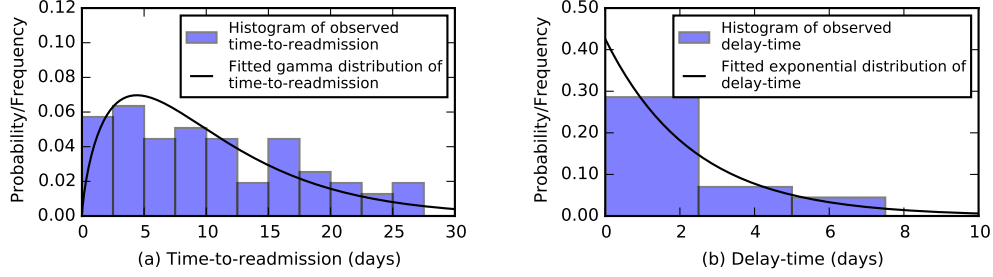 0.12
0.10
0.08
0.06
0.04
0.02
0.00
Probability/Frequency
Histogram of observed
time-to-readmission
Fitted gamma distribution of
time-to-readmission
0 5 10 15 20 25 30
(a) Time-to-readmission (days)
0.50
0.40
0.30
0.20
0.10
0.00
Probability/Frequency
Histogram of observed
delay-time
Fitted exponential distribution of
delay-time
0 2 4 6 8 10
(b) Delay-time (days)